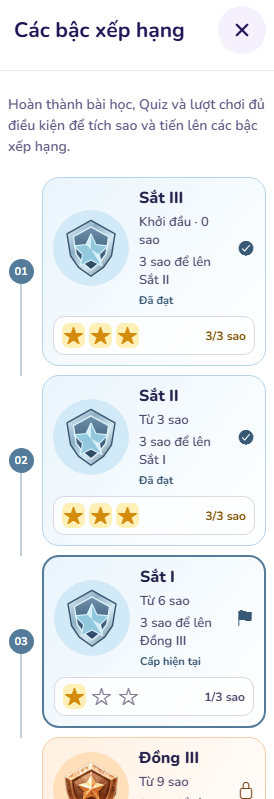 Các bậc xếp hạng
Hoàn thành bài học, Quiz và lượt chơi đủ
điều kiện để tích sao và tiến lên các bậc
xếp hạng.
01
Sắt III
Khởi đầu · 0
sao
3 sao để lên
Sắt II
Đã đạt
3/3 sao
02
Sắt II
Từ 3 sao
3 sao để lên
Sắt I
Đã đạt
3/3 sao
03
Sắt I
Từ 6 sao
3 sao để lên
Đồng III
Cấp hiện tại
1/3 sao
Đồng III
Từ 9 sao